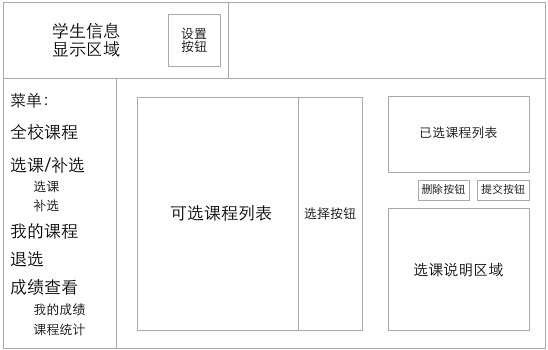 学生信息
显示区域
设置
按钮
菜单：
全校课程
选课/补选
选课
补选
我的课程
退选
成绩查看
我的成绩
课程统计
可选课程列表
选择按钮
已选课程列表
删除按钮
提交按钮
选课说明区域